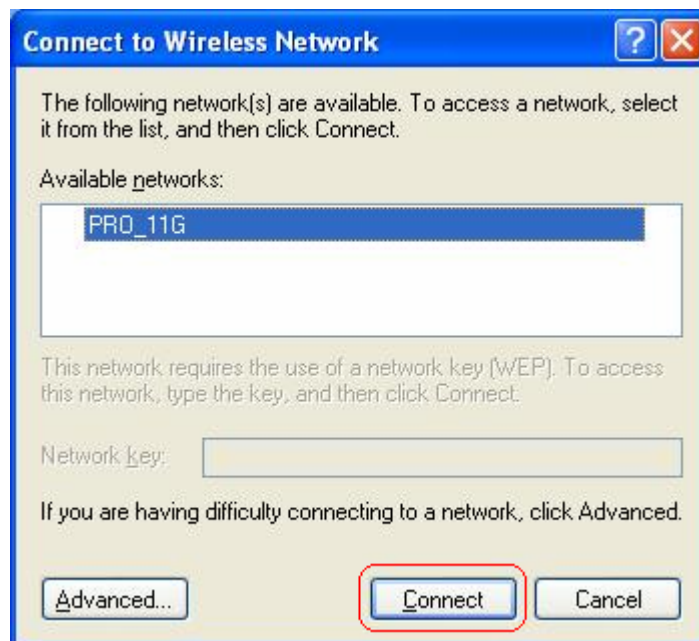 Connect to Wireless Network
The following network(s) are available. To access a network, select
it from the list, and then click Connect.
Available networks:
PRO_11G
This network requires the use of a network key (WEP). To access
this network, type the key, and then click Connect.
Network key:
If you are having difficulty connecting to a network, click Advanced.
Advanced... Connect Cancel